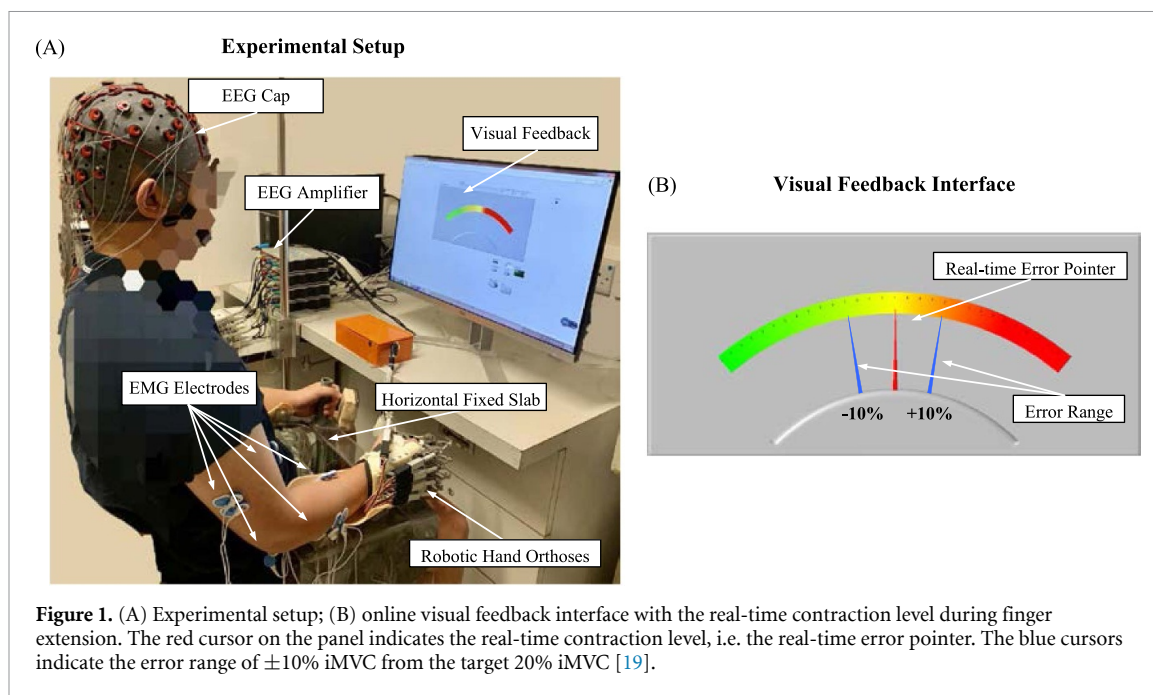 (A)
Experimental Setup
EEG Cap
Visual Feedback
EEG Amplifier
EMG Electrodes
Horizontal Fixed Slab
Robotic Hand Orthoses
(B)
Visual Feedback Interface
Real-time Error Pointer
-10%
+10%
Error Range
Figure 1. (A) Experimental setup; (B) online visual feedback interface with the real-time contraction level during finger
extension. The red cursor on the panel indicates the real-time contraction level, i.e. the real-time error pointer. The blue cursors
indicate the error range of ±10% iMVC from the target 20% iMVC [19].